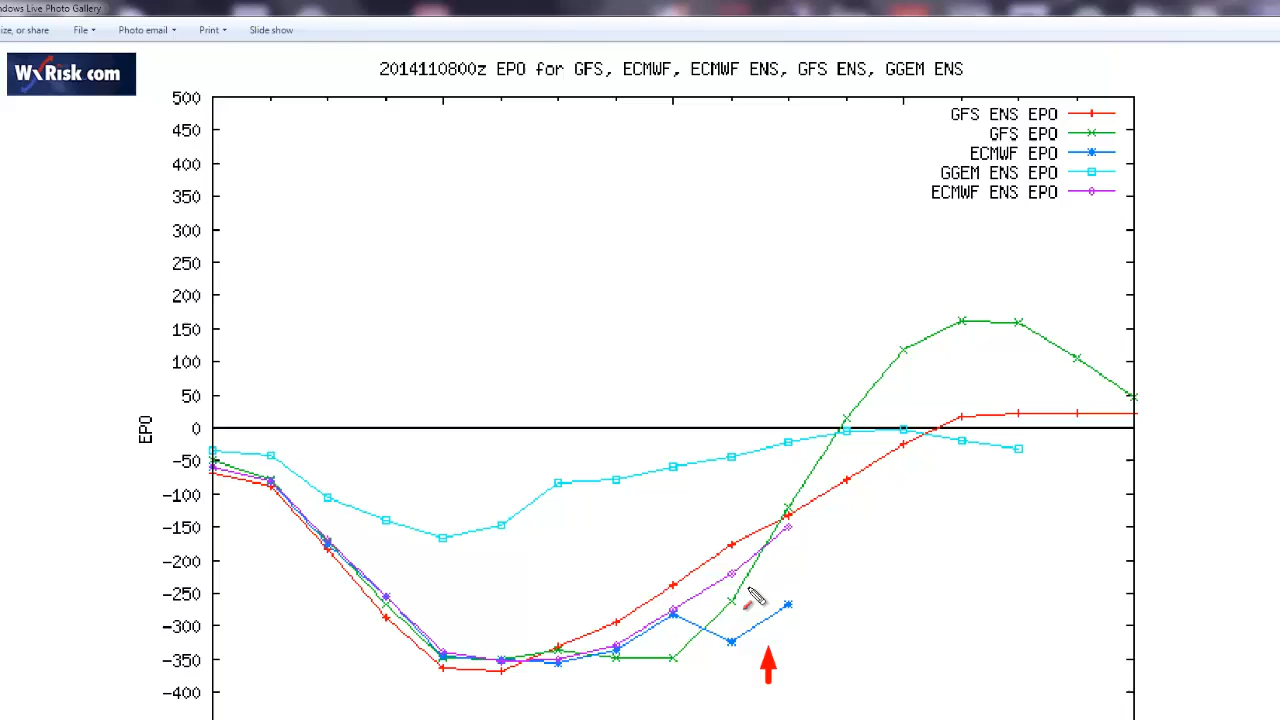 ndows Live Photo Gallery
ize, or share File Photo email Print Slide show
WxRisk.com
2014110800z EPO for GFS, ECMWF, ECMWF ENS, GFS ENS, GGEM ENS
500
450
400
350
300
250
200
150
100
50
0
-50
-100
-150
-200
-250
-300
-350
-400
EPO
GFS ENS EPO
GFS EPO
ECMWF EPO
GGEM ENS EPO
ECMWF ENS EPO